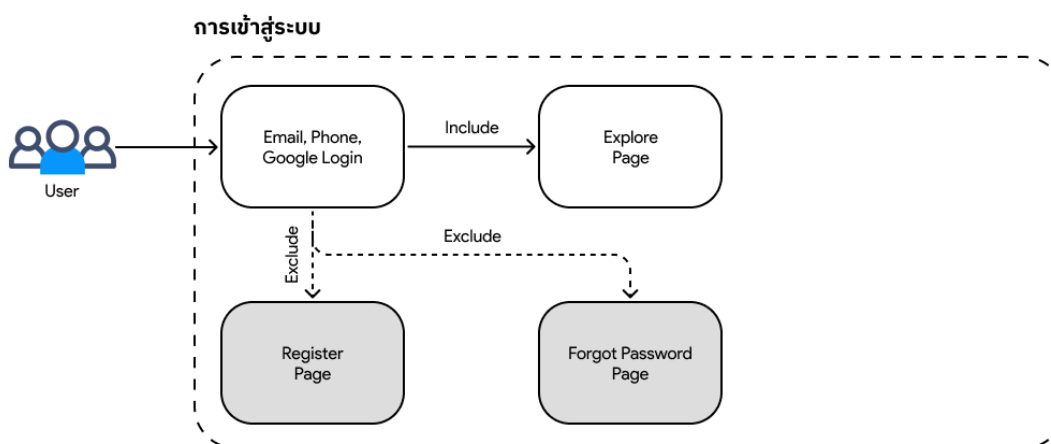 การเข้าสู่ระบบ
Email, Phone,
Google Login
Include
Explore
Page
User
Exclude
Exclude
Register
Page
Forgot Password
Page